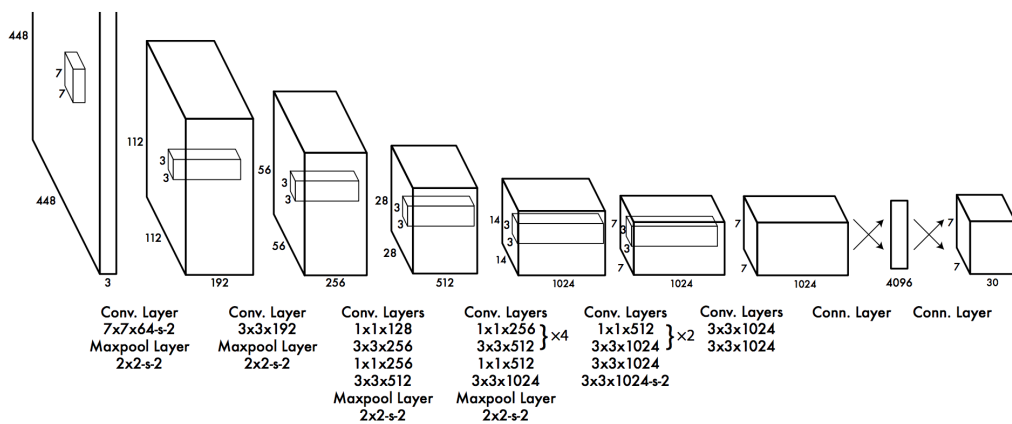 448
7
7
448
3
112
3
3
112
192
56
3
3
56
256
28
3
3
28
512
14
3
3
14
1024
7
3
3
7
1024
7
7
1024
4096
7
7
30
Conv. Layer
7x7x64-s-2
Maxpool Layer
2x2-s-2
Conv. Layer
3x3x192
Maxpool Layer
2x2-s-2
Conv. Layers
1x1x128
3x3x256
1x1x256
3x3x512
Maxpool Layer
2x2-s-2
Conv. Layers
1x1x256
3x3x512
} ×4
1x1x512
3x3x1024
Maxpool Layer
2x2-s-2
Conv. Layers
1x1x512
3x3x1024
} ×2
3x3x1024
3x3x1024-s-2
Conv. Layers
3x3x1024
3x3x1024
Conn. Layer
Conn. Layer